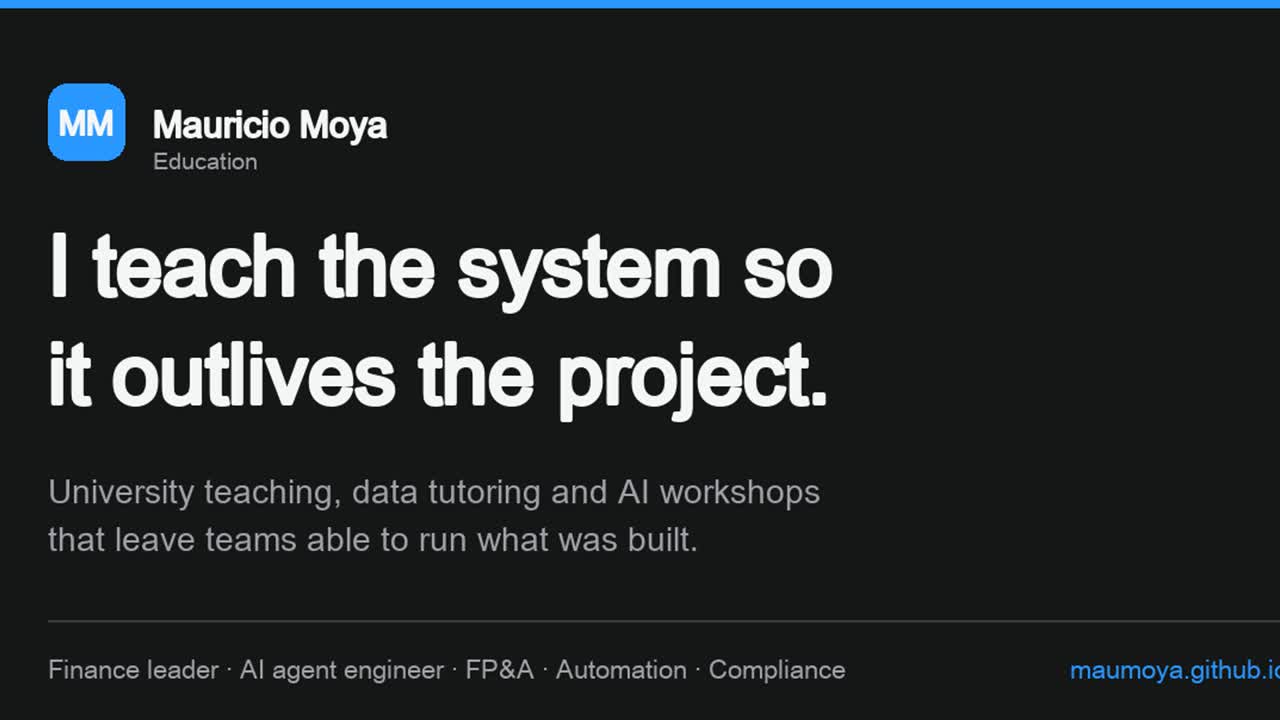 MM
Mauricio Moya
Education
I teach the system so
it outlives the project.
University teaching, data tutoring and AI workshops
that leave teams able to run what was built.
Finance leader · AI agent engineer · FP&A · Automation · Compliance
maumoya.github.io